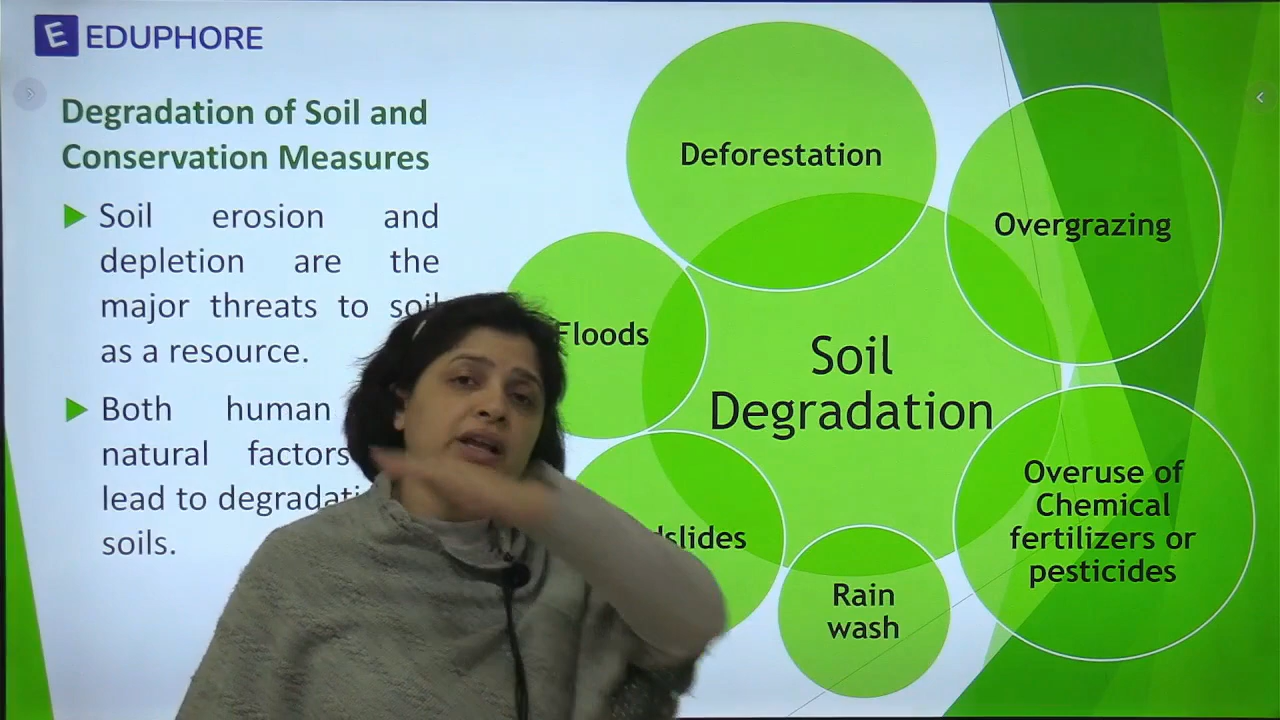 E EDUPHORE
Degradation of Soil and
Conservation Measures
Soil erosion and
depletion are the
major threats to soil
as a resource.
Both human
natural factors
lead to
soils.
Deforestation
Overgrazing
Floods
Soil
Degradation
Overuse of
Chemical
fertilizers or
pesticides
Rain
wash